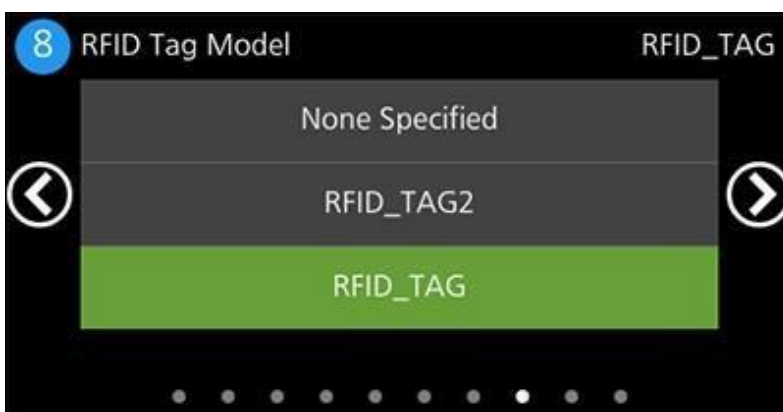 8 RFID Tag Model RFID_TAG
None Specified
RFID_TAG2
RFID_TAG